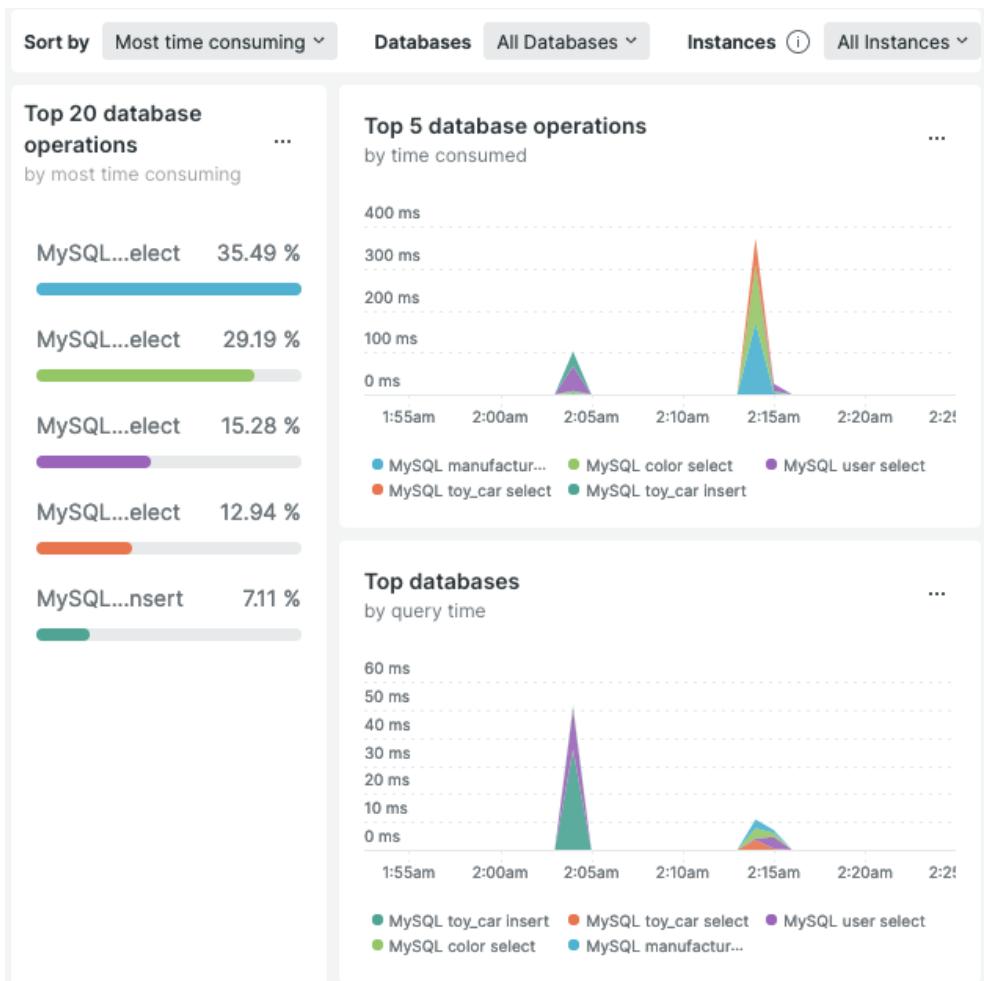 Sort by Most time consuming Databases All Databases Instances i All Instances
Top 20 database
operations
...
by most time consuming
MySQL...elect 35.49 %
MySQL...elect 29.19 %
MySQL...elect 15.28 %
MySQL...elect 12.94 %
MySQL...nsert 7.11 %
Top 5 database operations
...
by time consumed
400 ms
300 ms
200 ms
100 ms
0 ms
1:55am 2:00am 2:05am 2:10am 2:15am 2:20am 2:25
MySQL manufactur... MySQL color select MySQL user select
MySQL toy_car select MySQL toy_car insert
Top databases
...
by query time
60 ms
50 ms
40 ms
30 ms
20 ms
10 ms
0 ms
1:55am 2:00am 2:05am 2:10am 2:15am 2:20am 2:25
MySQL toy_car insert MySQL toy_car select MySQL user select
MySQL color select MySQL manufactur...